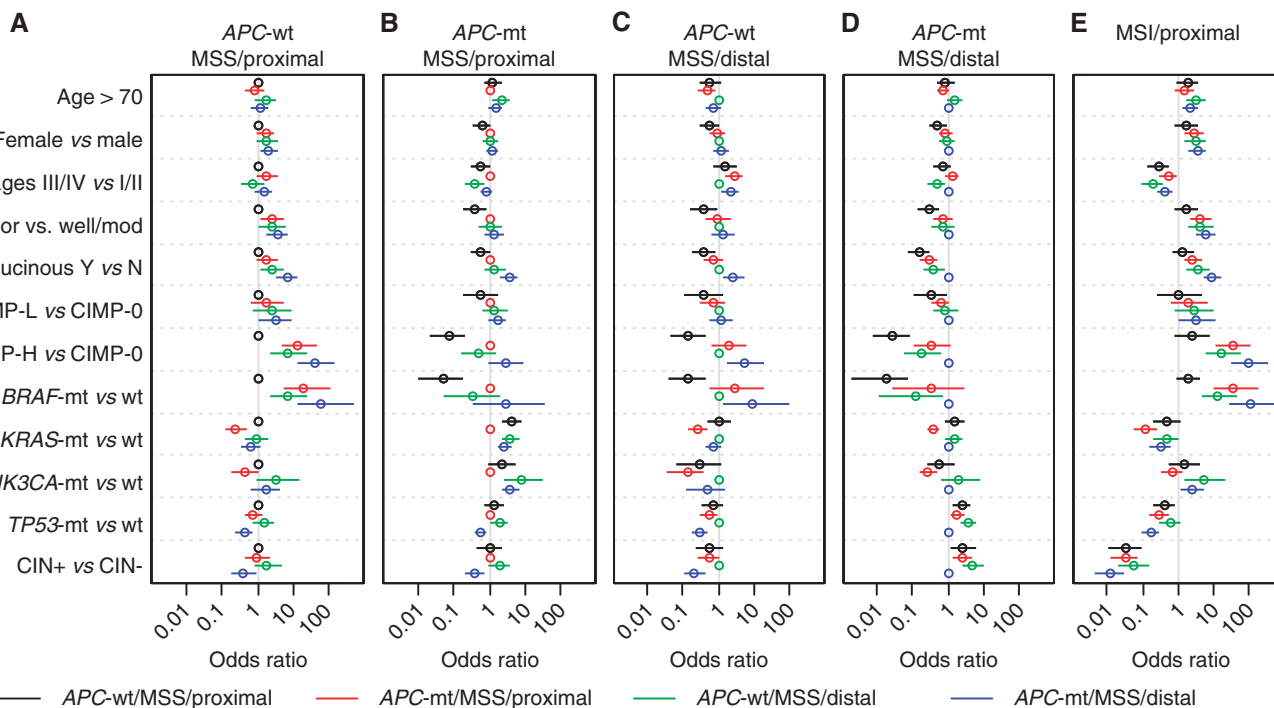 A
APC-wt
MSS/proximal
B
APC-mt
MSS/proximal
C
APC-wt
MSS/distal
D
APC-mt
MSS/distal
E
MSI/proximal
Age > 70
Female vs male
III/IV vs I/II
vs. well/mod
Y vs N
vs CIMP-0
vs CIMP-0
BRAF-mt vs wt
KRAS-mt vs wt
vs wt
TP53-mt vs wt
CIN+ vs CIN-
0.01 0.1 1 10 100
0.01 0.1 1 10 100
0.01 0.1 1 10 100
0.01 0.1 1 10 100
0.01 0.1 1 10 100
Odds ratio
Odds ratio
Odds ratio
Odds ratio
Odds ratio
APC-wt/MSS/proximal
APC-mt/MSS/proximal
APC-wt/MSS/distal
APC-mt/MSS/distal